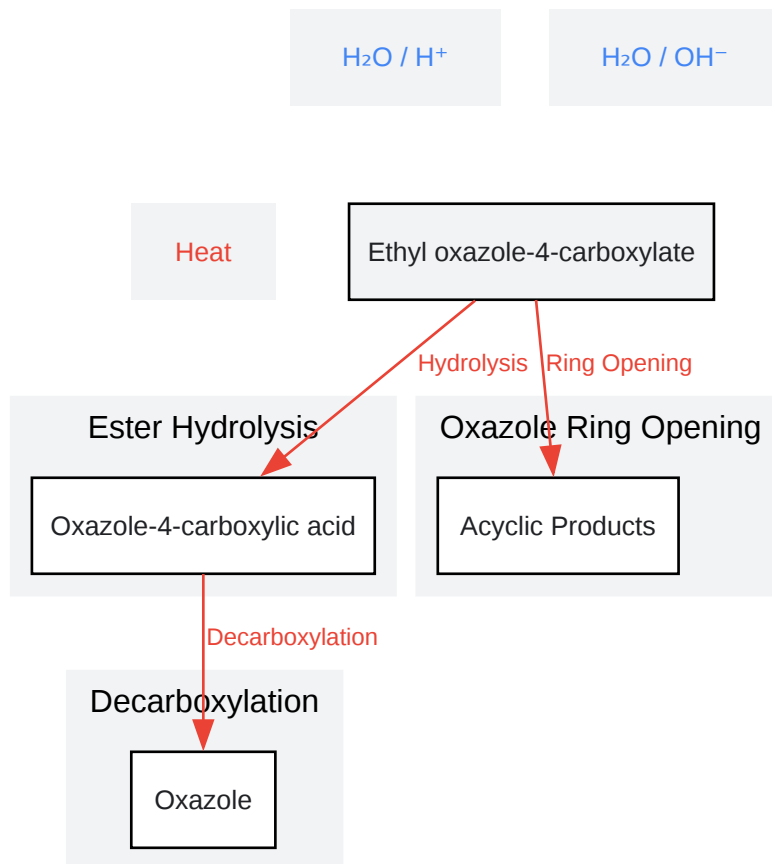 H₂O / H⁺
H₂O / OH⁻
Heat
Ethyl oxazole-4-carboxylate
Hydrolysis
Ring Opening
Ester Hydrolysis
Oxazole Ring Opening
Oxazole-4-carboxylic acid
Acyclic Products
Decarboxylation
Decarboxylation
Oxazole